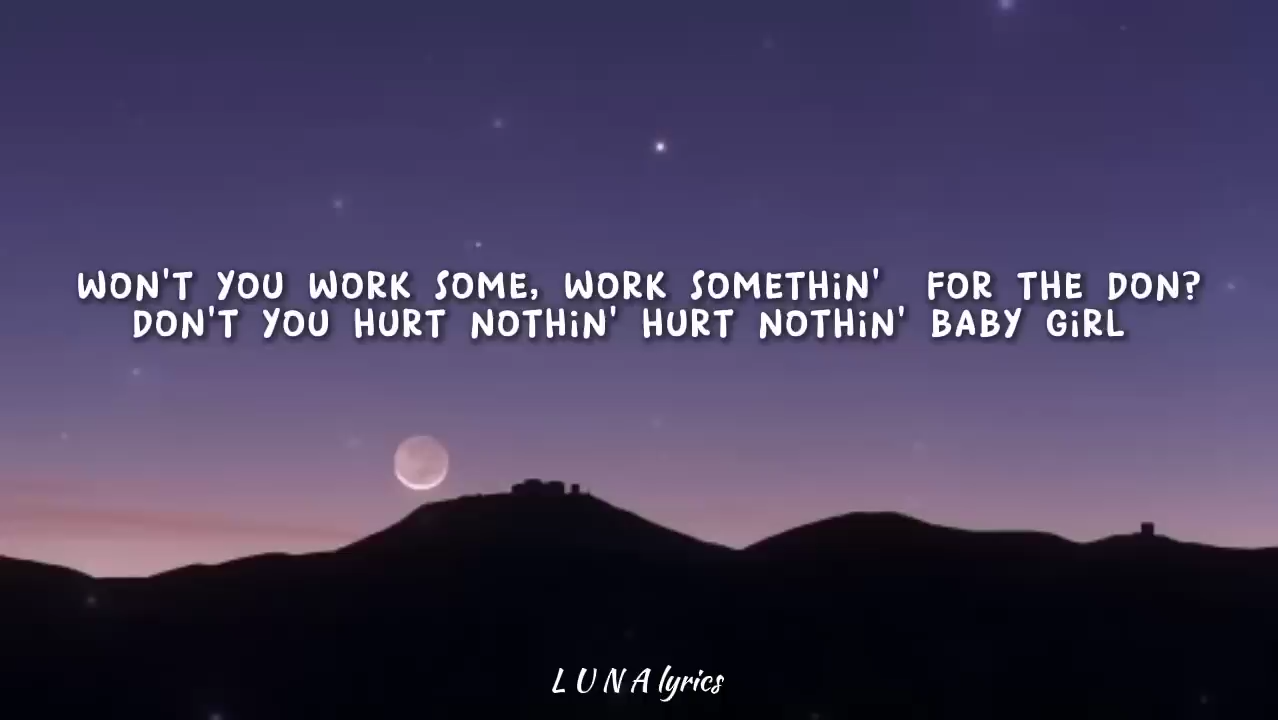 WON'T YOU WORK SOME, WORK SOMETHiN' FOR THE DON?
DON'T YOU HURT NOTHiN' HURT NOTHiN' BABY GiRL
L U N A lyrics